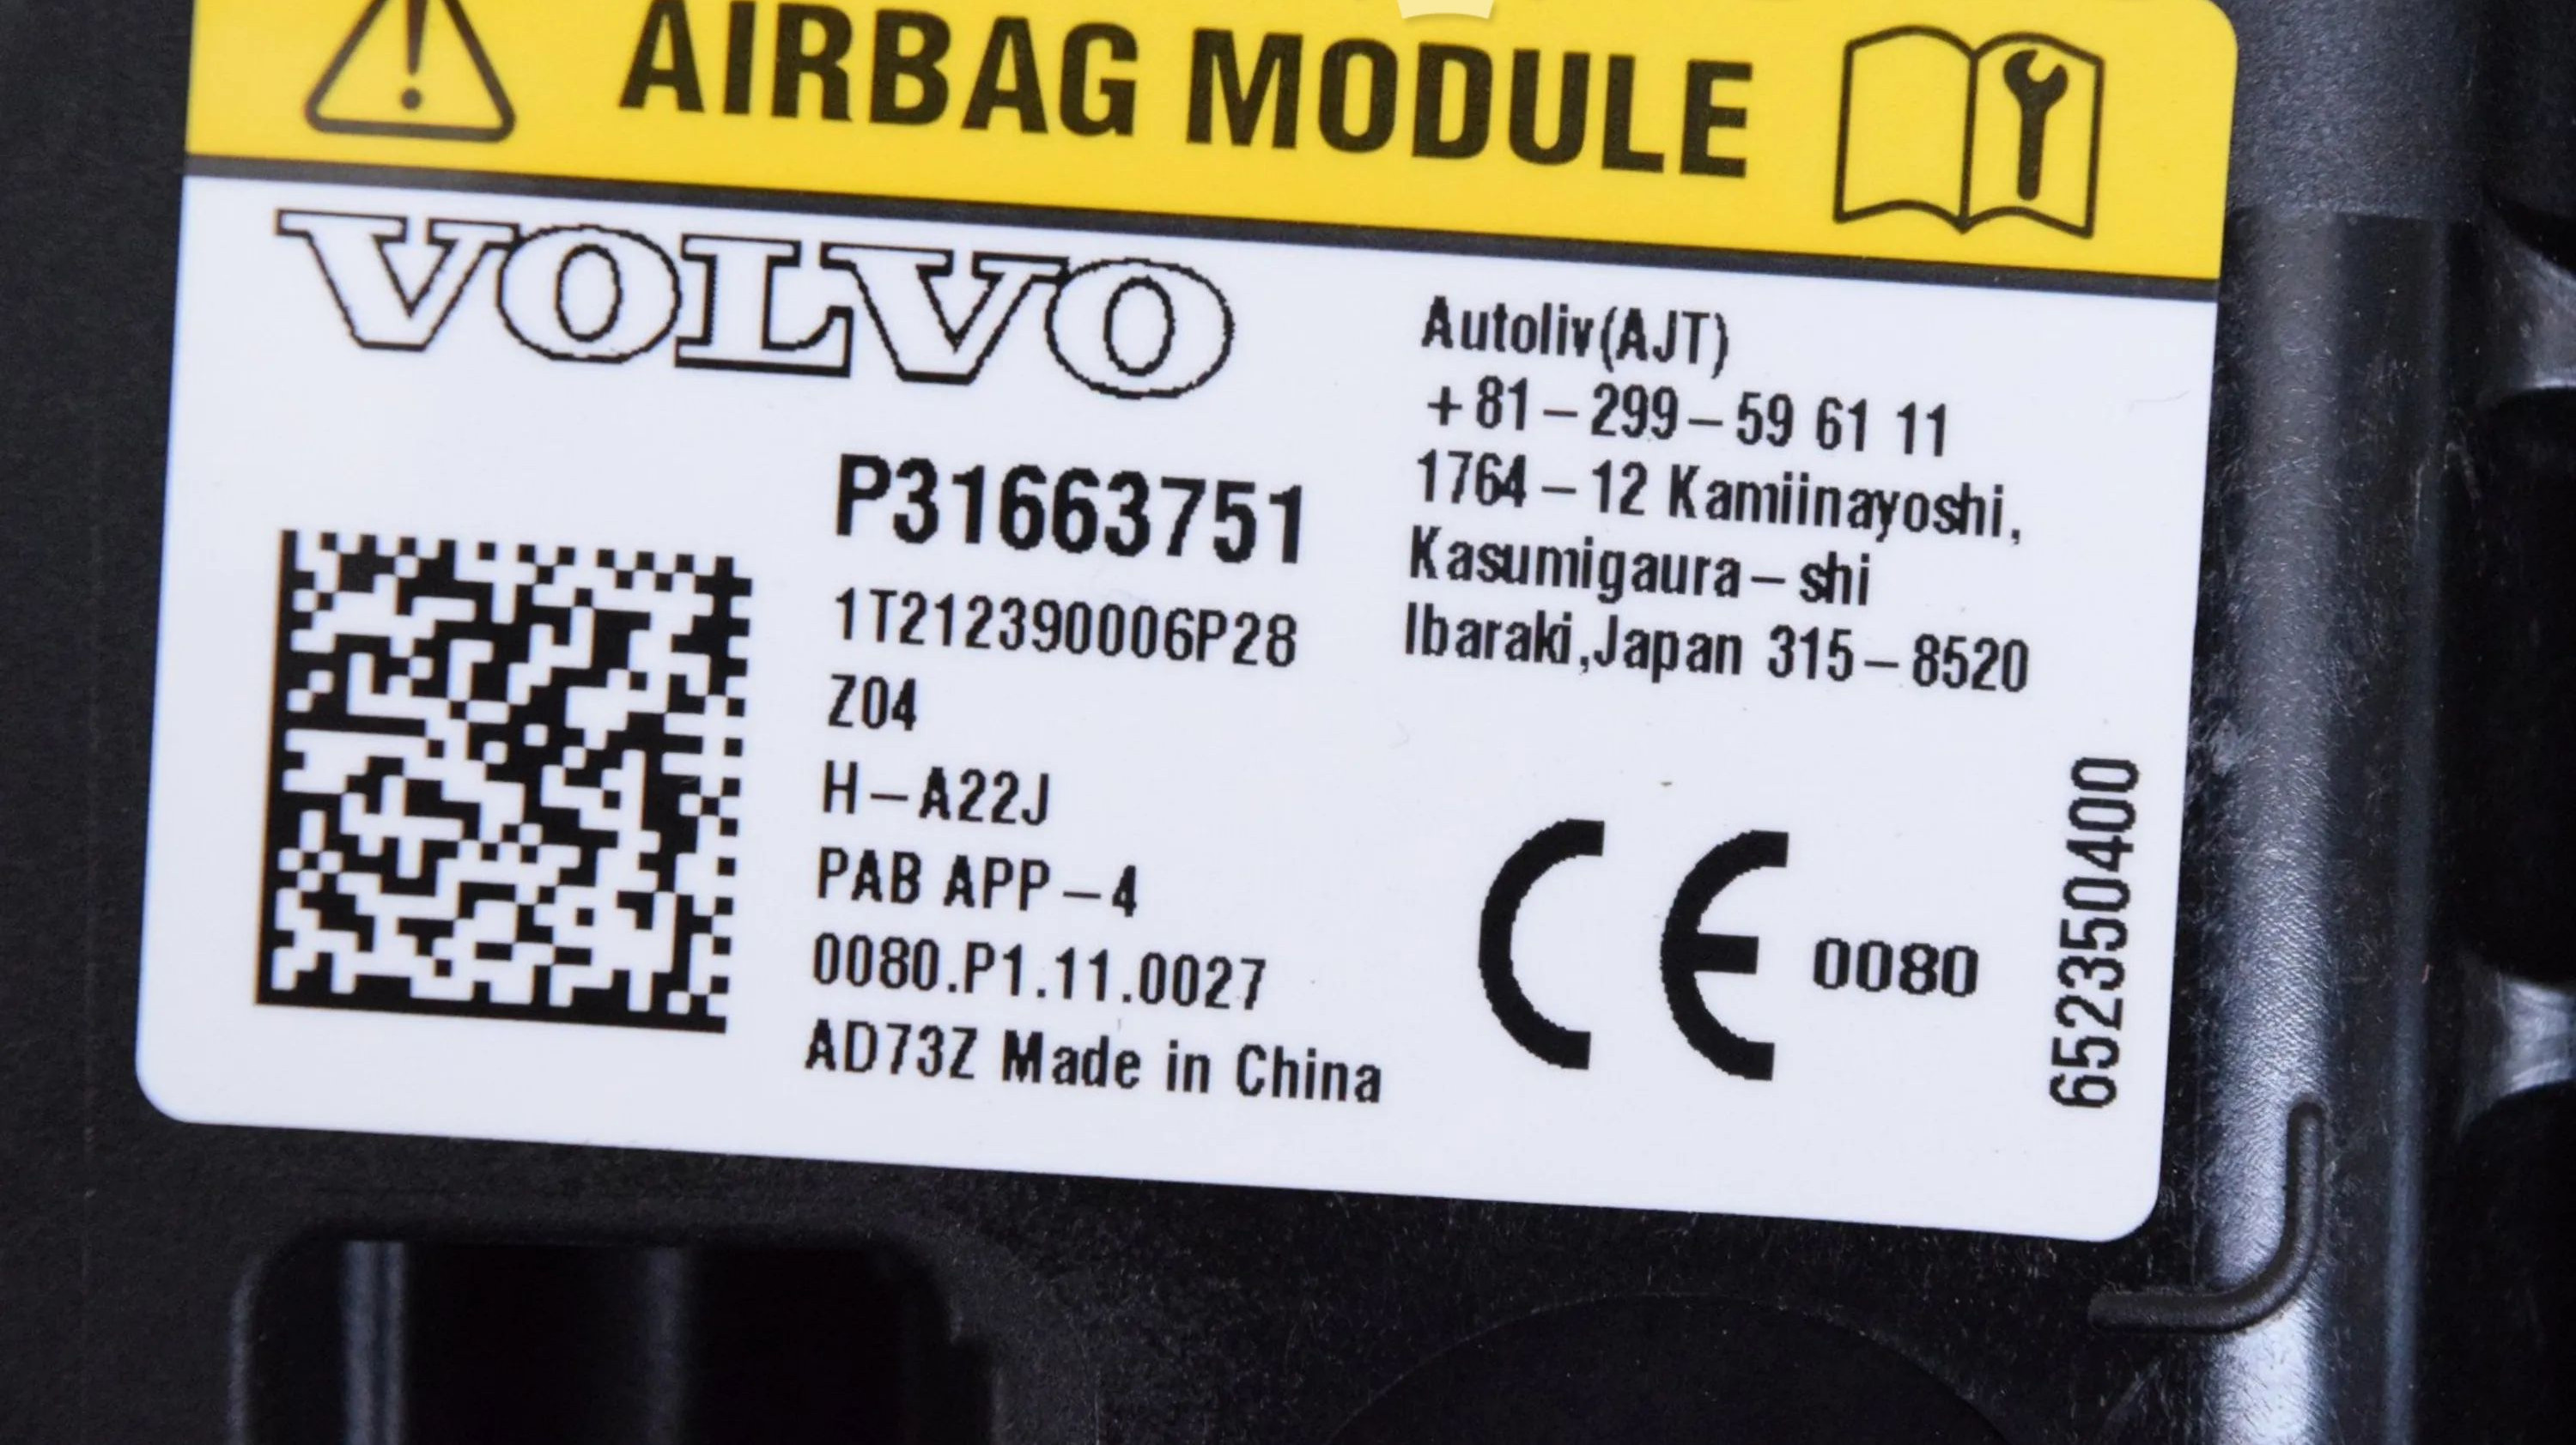 AIRBAG MODULE
VOLVO
Autoliv(AJT)
+81-299-59 61 11
1764-12 Kamiinayoshi,
Kasumigaura-shi
Ibaraki,Japan 315-8520
P31663751
1T212390006P28
Z04
H-A22J
PAB APP-4
0080.P1.11.0027
AD73Z Made in China
CE 0080
652350400